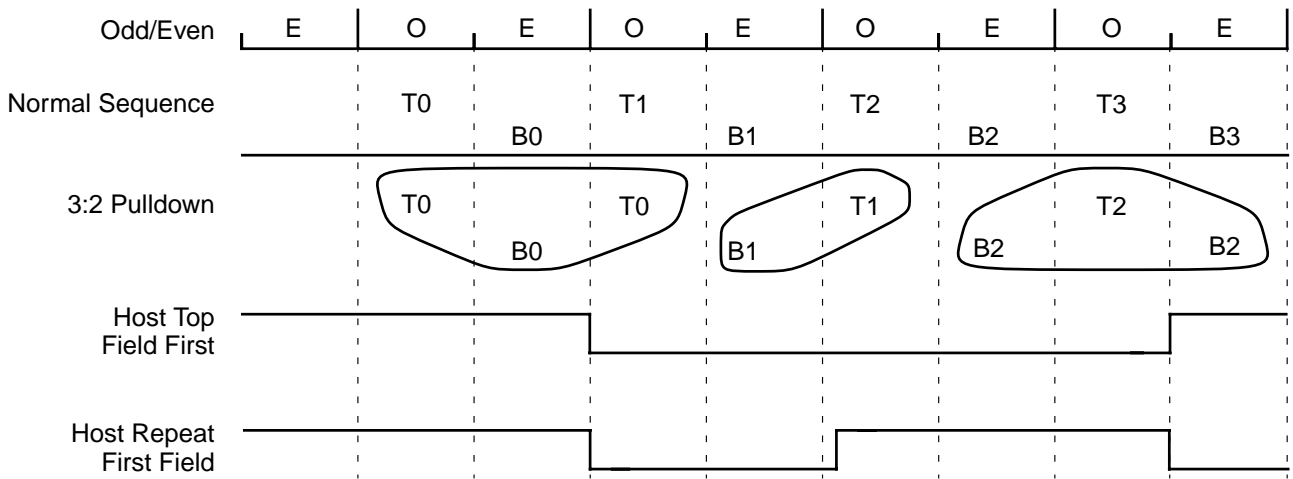 Odd/Even E O E O E O E O E
Normal Sequence T0 T1 T2 T3
B0 B1 B2 B3
3:2 Pulldown T0 T0 T1 T2
B0 B1 B2 B2
Host Top
Field First
Host Repeat
First Field